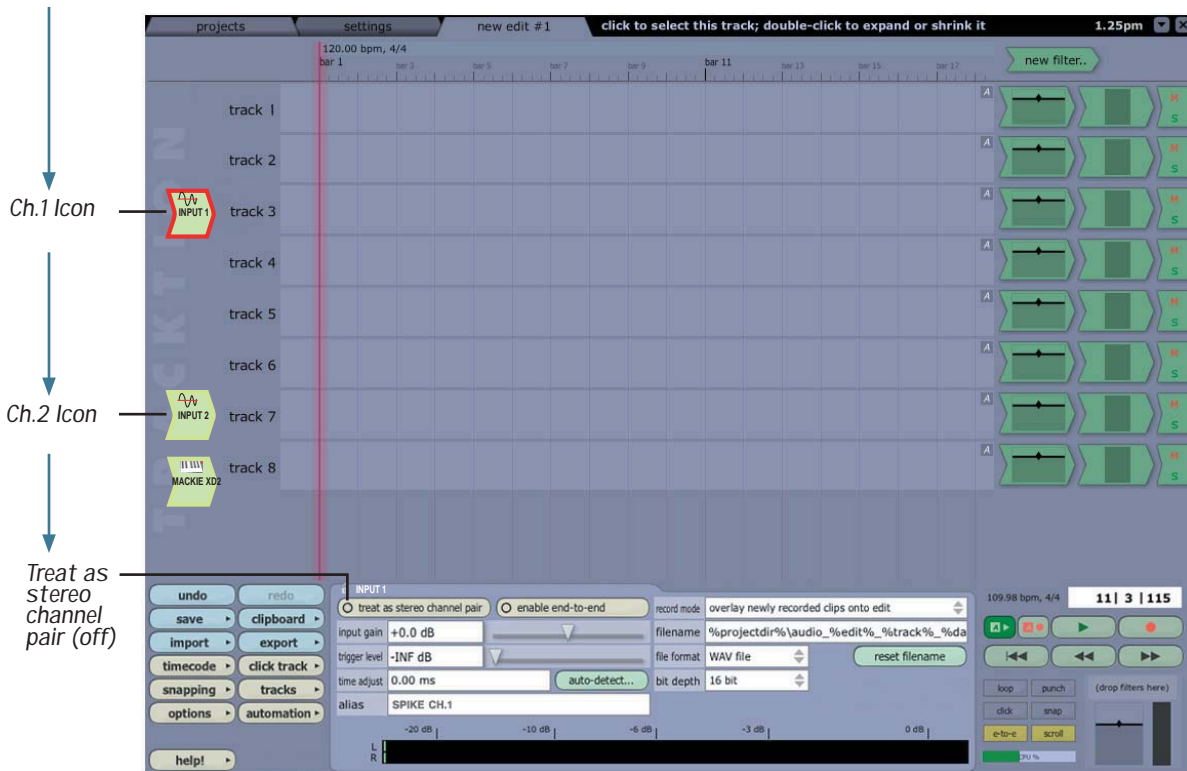 projects
settings
new edit #1
click to select this track; double-click to expand or shrink it
1.25pm
120.00 bpm, 4/4
bar 1
bar 3
bar 5
bar 7
bar 9
bar 11
bar 13
bar 15
bar 17
new filter..
TRACKTION
track 1
A
M
S
track 2
A
M
S
Ch.1 Icon
INPUT 1
track 3
A
M
S
track 4
A
M
S
track 5
A
M
S
track 6
A
M
S
Ch.2 Icon
INPUT 2
track 7
A
M
S
MACKIE XD2
track 8
A
M
S
Treat as
stereo
channel
pair (off)
undo
redo
save
clipboard
import
export
timecode
click track
snapping
tracks
options
automation
help!
INPUT 1
treat as stereo channel pair
enable end-to-end
input gain
+0.0 dB
trigger level
-INF dB
time adjust
0.00 ms
auto-detect...
alias
SPIKE CH.1
record mode
overlay newly recorded clips onto edit
filename
%projectdir%\audio_%edit%_%track%_%da
file format
WAV file
reset filename
bit depth
16 bit
-20 dB
-10 dB
-6 dB
-3 dB
0 dB
L
R
109.98 bpm, 4/4
11| 3 |115
A
A
loop
punch
click
snap
e-to-e
scroll
CPU %
(drop filters here)